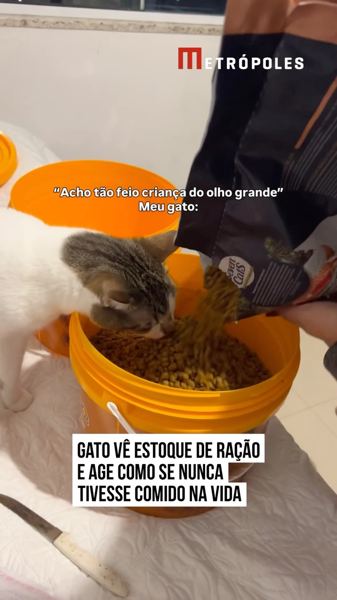 METRÓPOLES
“Acho tão feio criança do olho grande”
Meu gato:
GATO VÊ ESTOQUE DE RAÇÃO
E AGE COMO SE NUNCA
TIVESSE COMIDO NA VIDA